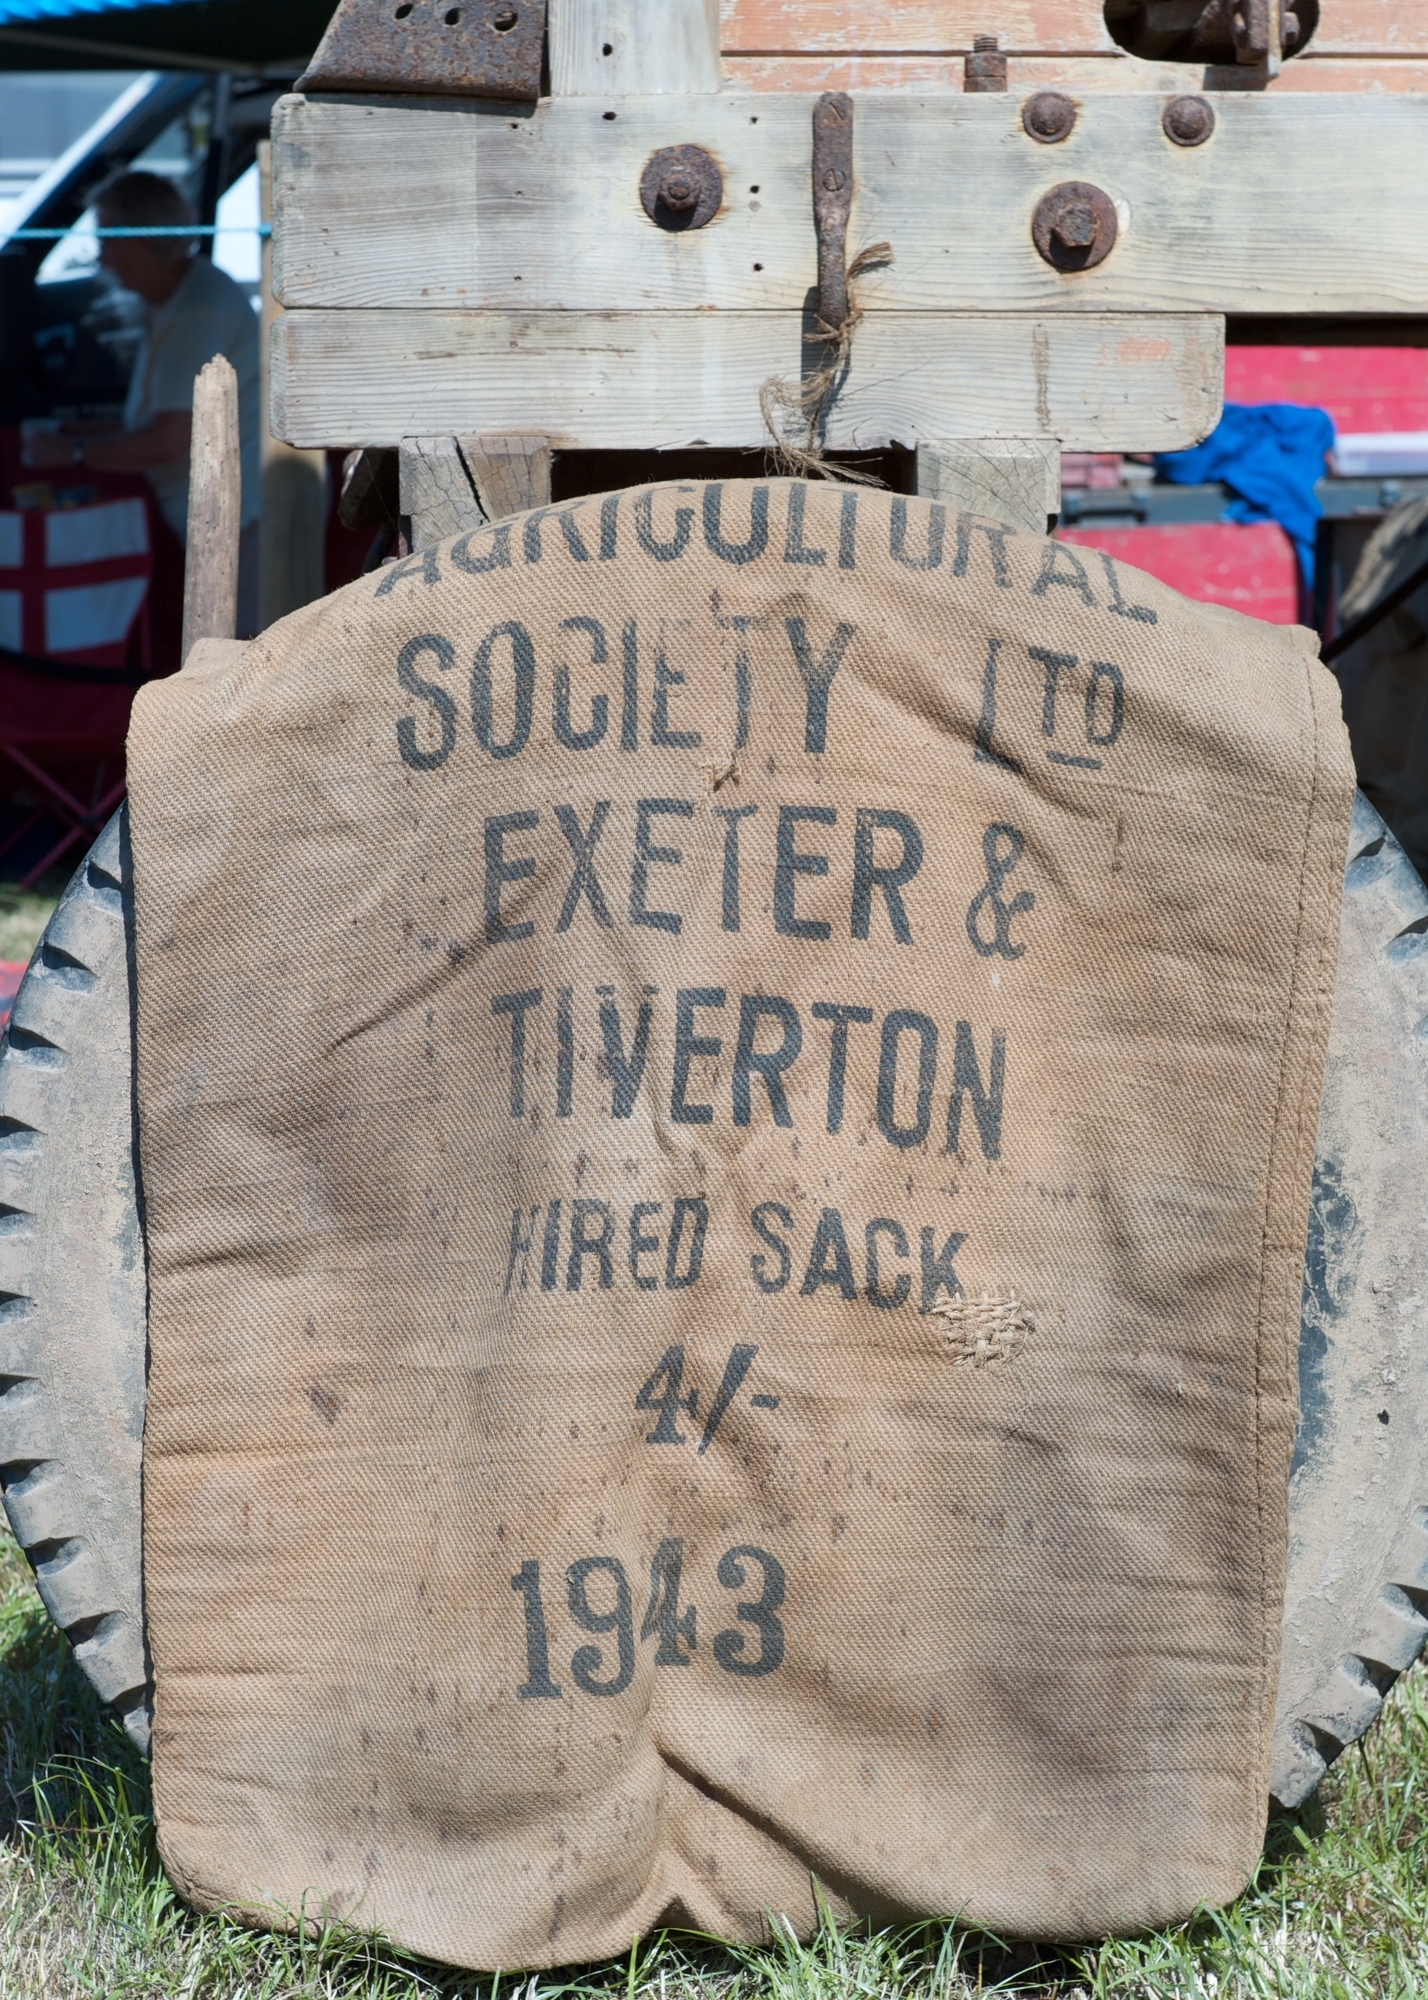 AGRICULTURAL
SOCIETY LTD
EXETER &
TIVERTON
HIRED SACK
4/-
1943